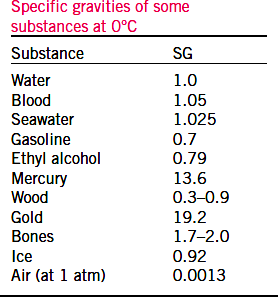 Specific gravities of some
substances at 0°C
Substance SG
Water 1.0
Blood 1.05
Seawater 1.025
Gasoline 0.7
Ethyl alcohol 0.79
Mercury 13.6
Wood 0.3–0.9
Gold 19.2
Bones 1.7–2.0
Ice 0.92
Air (at 1 atm) 0.0013